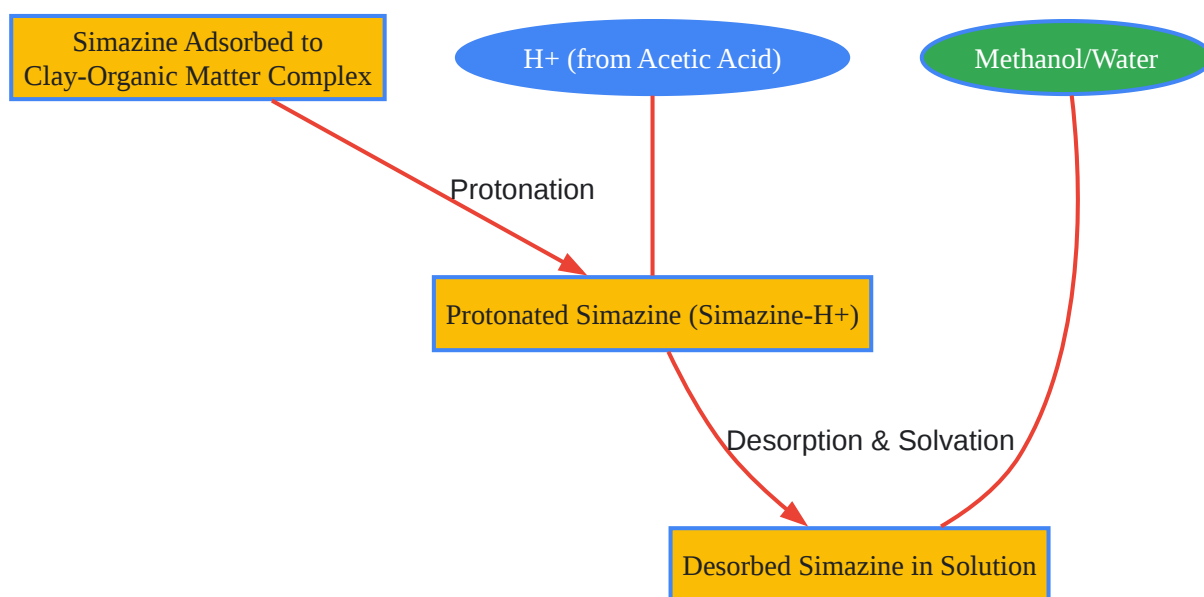 Simazine Adsorbed to
Clay-Organic Matter Complex
H+ (from Acetic Acid)
Methanol/Water
Protonation
Protonated Simazine (Simazine-H+)
Desorption & Solvation
Desorbed Simazine in Solution